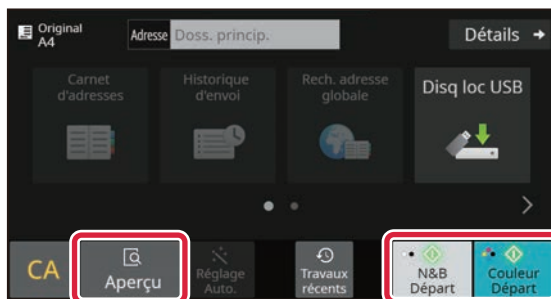 Original
A4
Adresse
Doss. princip.
Détails
Carnet
d'adresses
Historique
d'envoi
Rech. adresse
globale
Disq loc USB
CA
Aperçu
Réglage
Auto.
Travaux
récents
N&B
Départ
Couleur
Départ